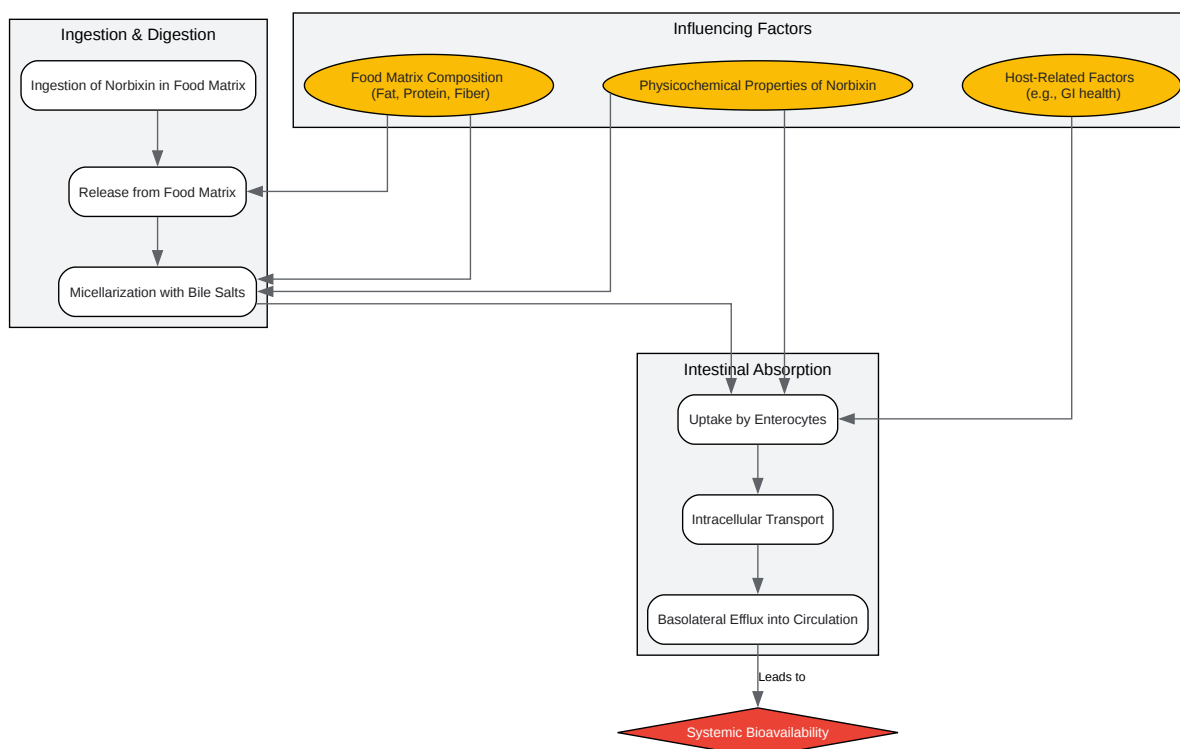 Ingestion & Digestion
Ingestion of Norbixin in Food Matrix
Release from Food Matrix
Micellarization with Bile Salts
Influencing Factors
Food Matrix Composition
(Fat, Protein, Fiber)
Physicochemical Properties of Norbixin
Host-Related Factors
(e.g., GI health)
Intestinal Absorption
Uptake by Enterocytes
Intracellular Transport
Basolateral Efflux into Circulation
Leads to
Systemic Bioavailability